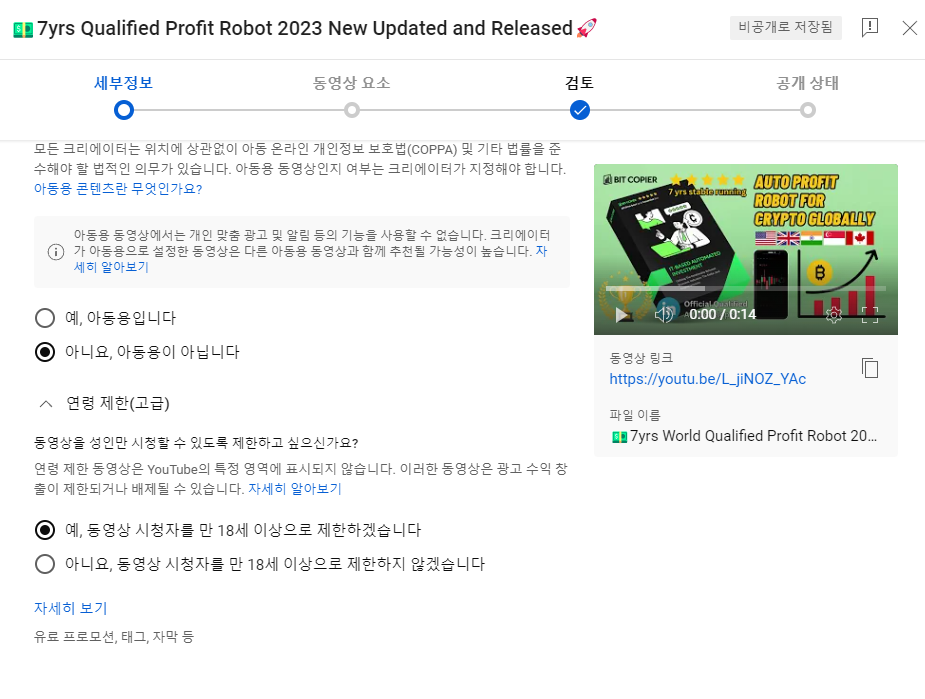 💵7yrs Qualified Profit Robot 2023 New Updated and Released🚀
비공개로 저장됨
세부정보
동영상 요소
검토
공개 상태
모든 크리에이터는 위치에 상관없이 아동 온라인 개인정보 보호법(COPPA) 및 기타 법률을 준
수해야 할 법적인 의무가 있습니다. 아동용 동영상인지 여부는 크리에이터가 지정해야 합니다.
아동용 콘텐츠란 무엇인가요?
아동용 동영상에서는 개인 맞춤 광고 및 알림 등의 기능을 사용할 수 없습니다. 크리에이터
가 아동용으로 설정한 동영상은 다른 아동용 동영상과 함께 추천될 가능성이 높습니다. 자
세히 알아보기
예, 아동용입니다
아니요, 아동용이 아닙니다
연령 제한(고급)
동영상을 성인만 시청할 수 있도록 제한하고 싶으신가요?
연령 제한 동영상은 YouTube의 특정 영역에 표시되지 않습니다. 이러한 동영상은 광고 수익 창
출이 제한되거나 배제될 수 있습니다. 자세히 알아보기
예, 동영상 시청자를 만 18세 이상으로 제한하겠습니다
아니요, 동영상 시청자를 만 18세 이상으로 제한하지 않겠습니다
자세히 보기
유료 프로모션, 태그, 자막 등
BIT COPIER
7 yrs stable running
AUTO PROFIT
ROBOT FOR
CRYPTO GLOBALLY
IT-BASED AUTOMATED
INVESTMENT
Official Qualified
0:00 / 0:14
동영상 링크
https://youtu.be/L_jiNOZ_YAc
파일 이름
💵7yrs World Qualified Profit Robot 20…